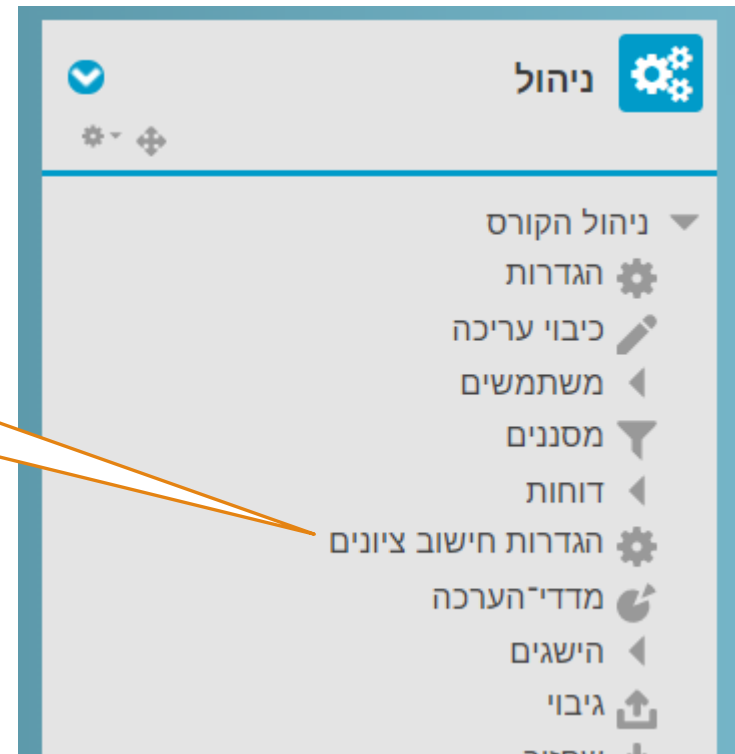 ניהול
ניהול הקורס
הגדרות
כיבוי עריכה
משתמשים
מסננים
דוחות
הגדרות חישוב ציונים
מדדי־הערכה
הישגים
גיבוי